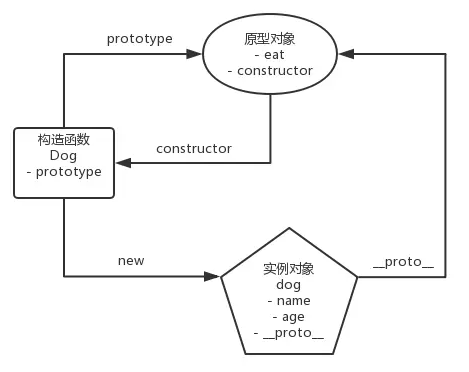 prototype
原型对象
- eat
- constructor
构造函数
Dog
- prototype
constructor
new
实例对象
dog
- name
- age
- __proto__
__proto__